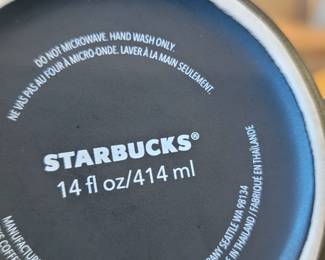 DO NOT MICROWAVE. HAND WASH ONLY.
NE VAS PAS AU FOUR À MICRO-ONDE. LAVER À LA MAIN SEULEMENT.
STARBUCKS®
14 fl oz/414 ml
SEATTLE WA 98134
IN THAILAND / FABRIQUÉ EN THAÏLANDE